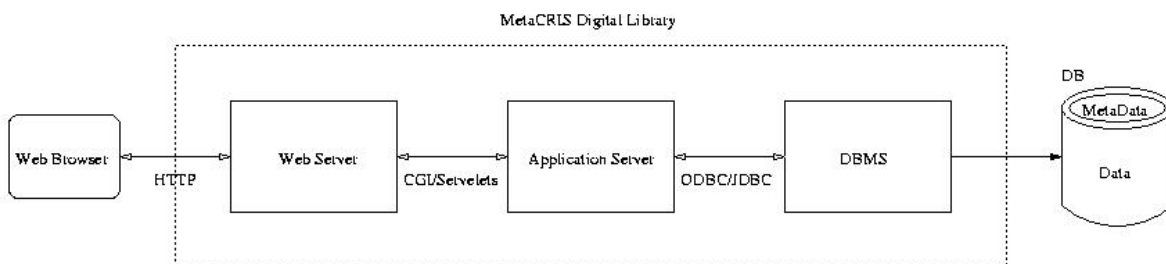 MetaCRIS Digital Library
DB
MetaData
Web Browser
Web Server
Application Server
DBMS
Data
HTTP
CGI/Servelets
ODBC/JDBC